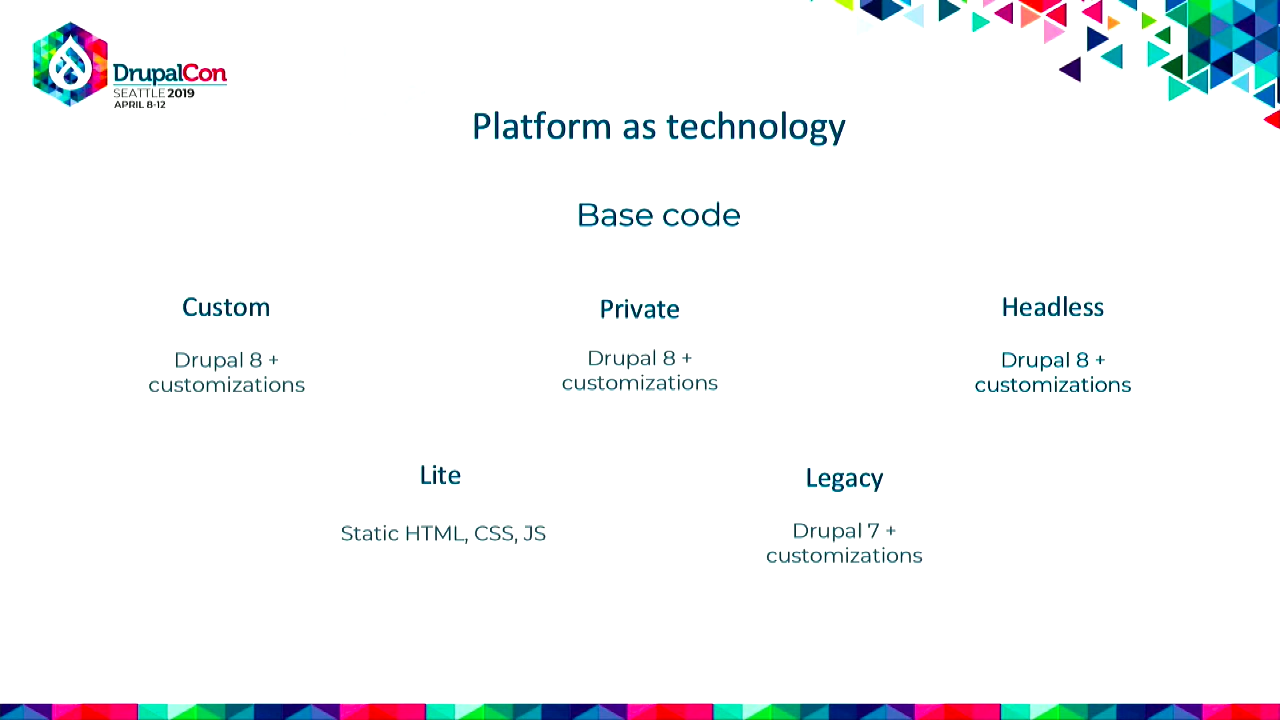 DrupalCon
SEATTLE 2019
APRIL 8-12
Platform as technology
Base code
Custom
Drupal 8 +
customizations
Private
Drupal 8 +
customizations
Headless
Drupal 8 +
customizations
Lite
Static HTML, CSS, JS
Legacy
Drupal 7 +
customizations